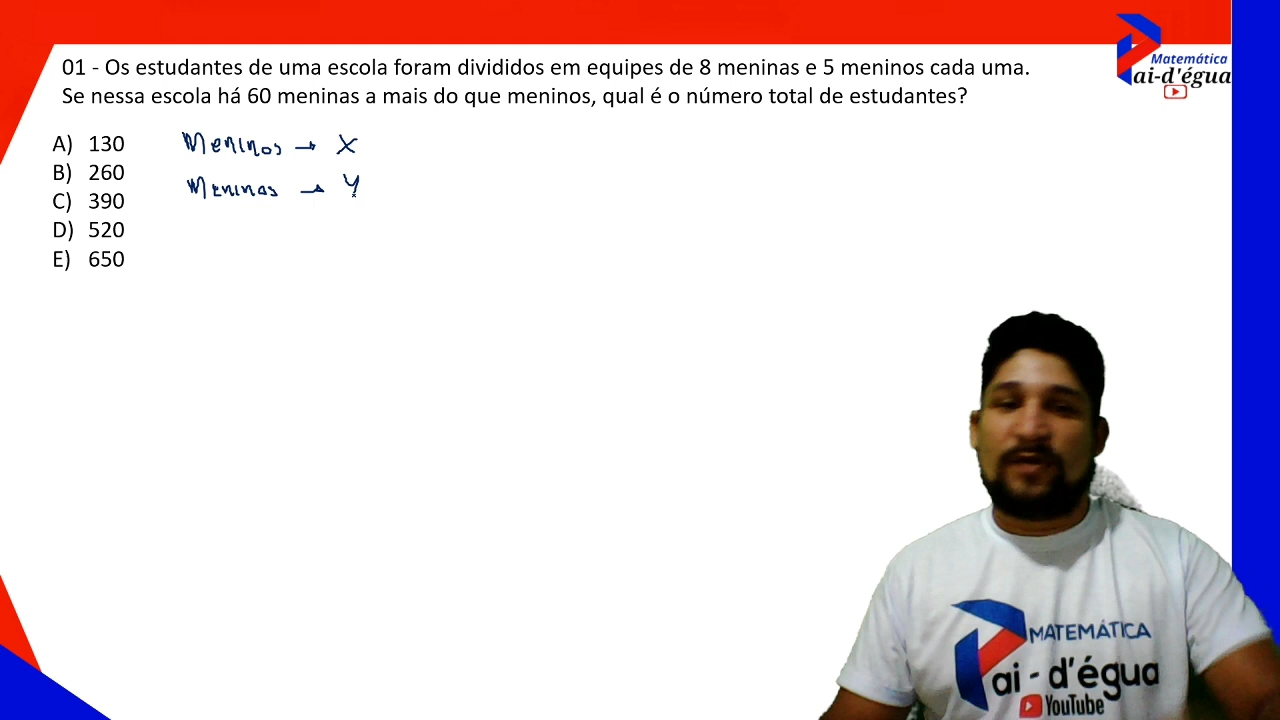 01 - Os estudantes de uma escola foram divididos em equipes de 8 meninas e 5 meninos cada uma.
Se nessa escola há 60 meninas a mais do que meninos, qual é o número total de estudantes?
A) 130
B) 260
C) 390
D) 520
E) 650
Meninos → X
Meninas → Y
Matemática
ai-d'égua
MATEMÁTICA
ai - d'égua
YouTube